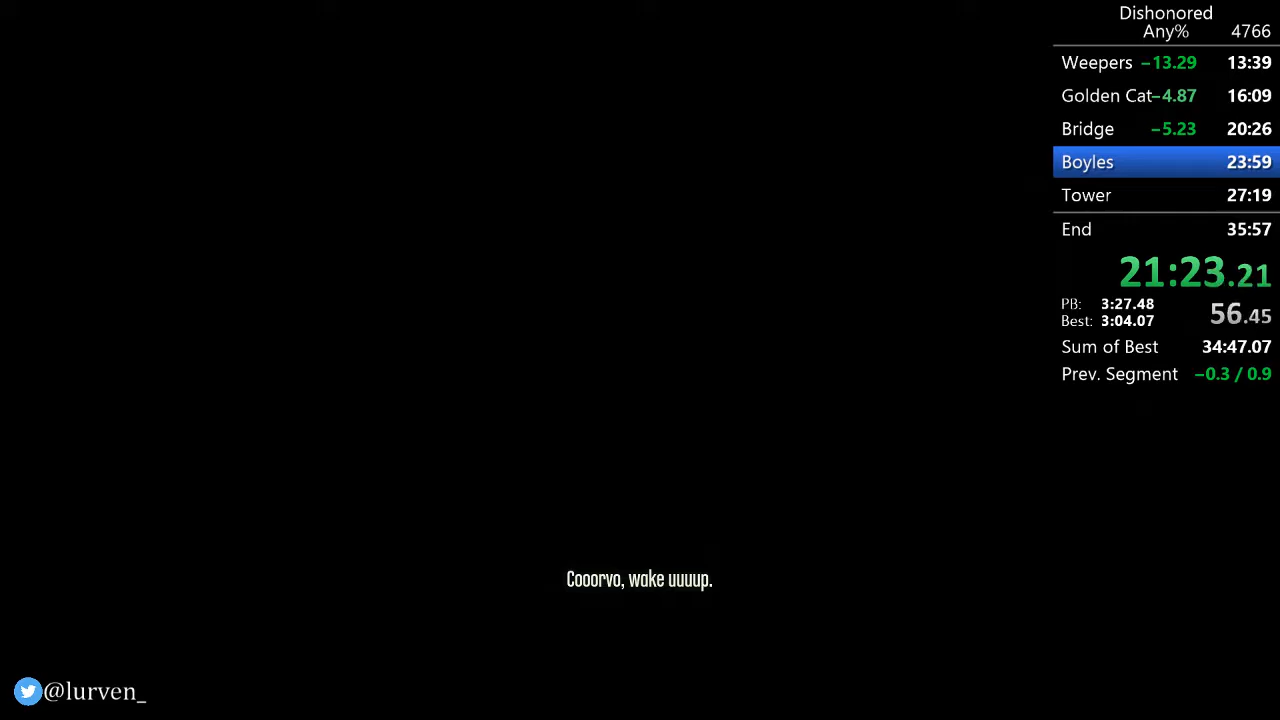 Dishonored
Any% 4766
Weepers −13.29 13:39
Golden Cat −4.87 16:09
Bridge −5.23 20:26
Boyles 23:59
Tower 27:19
End 35:57
21:23.21
PB: 3:27.48
Best: 3:04.07
56.45
Sum of Best 34:47.07
Prev. Segment −0.3 / 0.9
Cooorvo, wake uuuup.
@lurven_